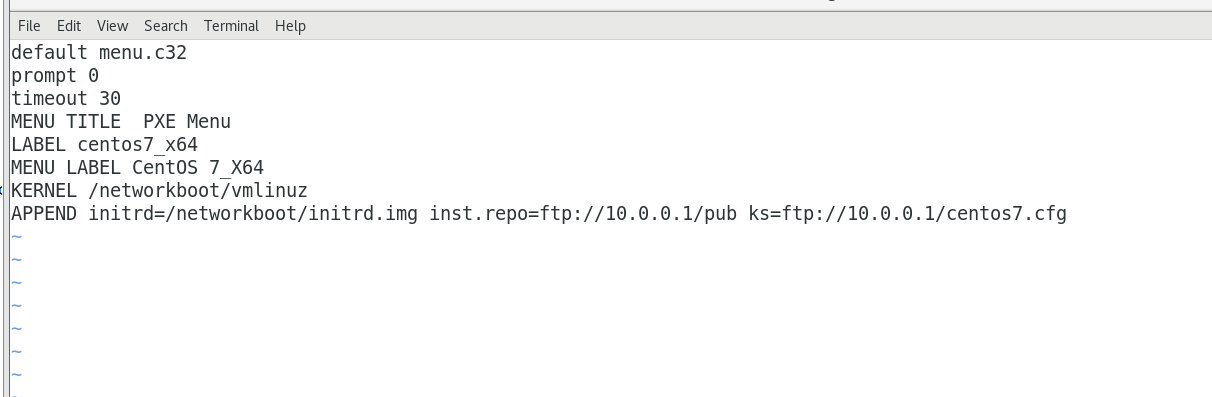 File Edit View Search Terminal Help
default menu.c32
prompt 0
timeout 30
MENU TITLE  PXE Menu
LABEL centos7_x64
MENU LABEL CentOS 7_X64
KERNEL /networkboot/vmlinuz
APPEND initrd=/networkboot/initrd.img inst.repo=ftp://10.0.0.1/pub ks=ftp://10.0.0.1/centos7.cfg
~
~
~
~
~
~
~